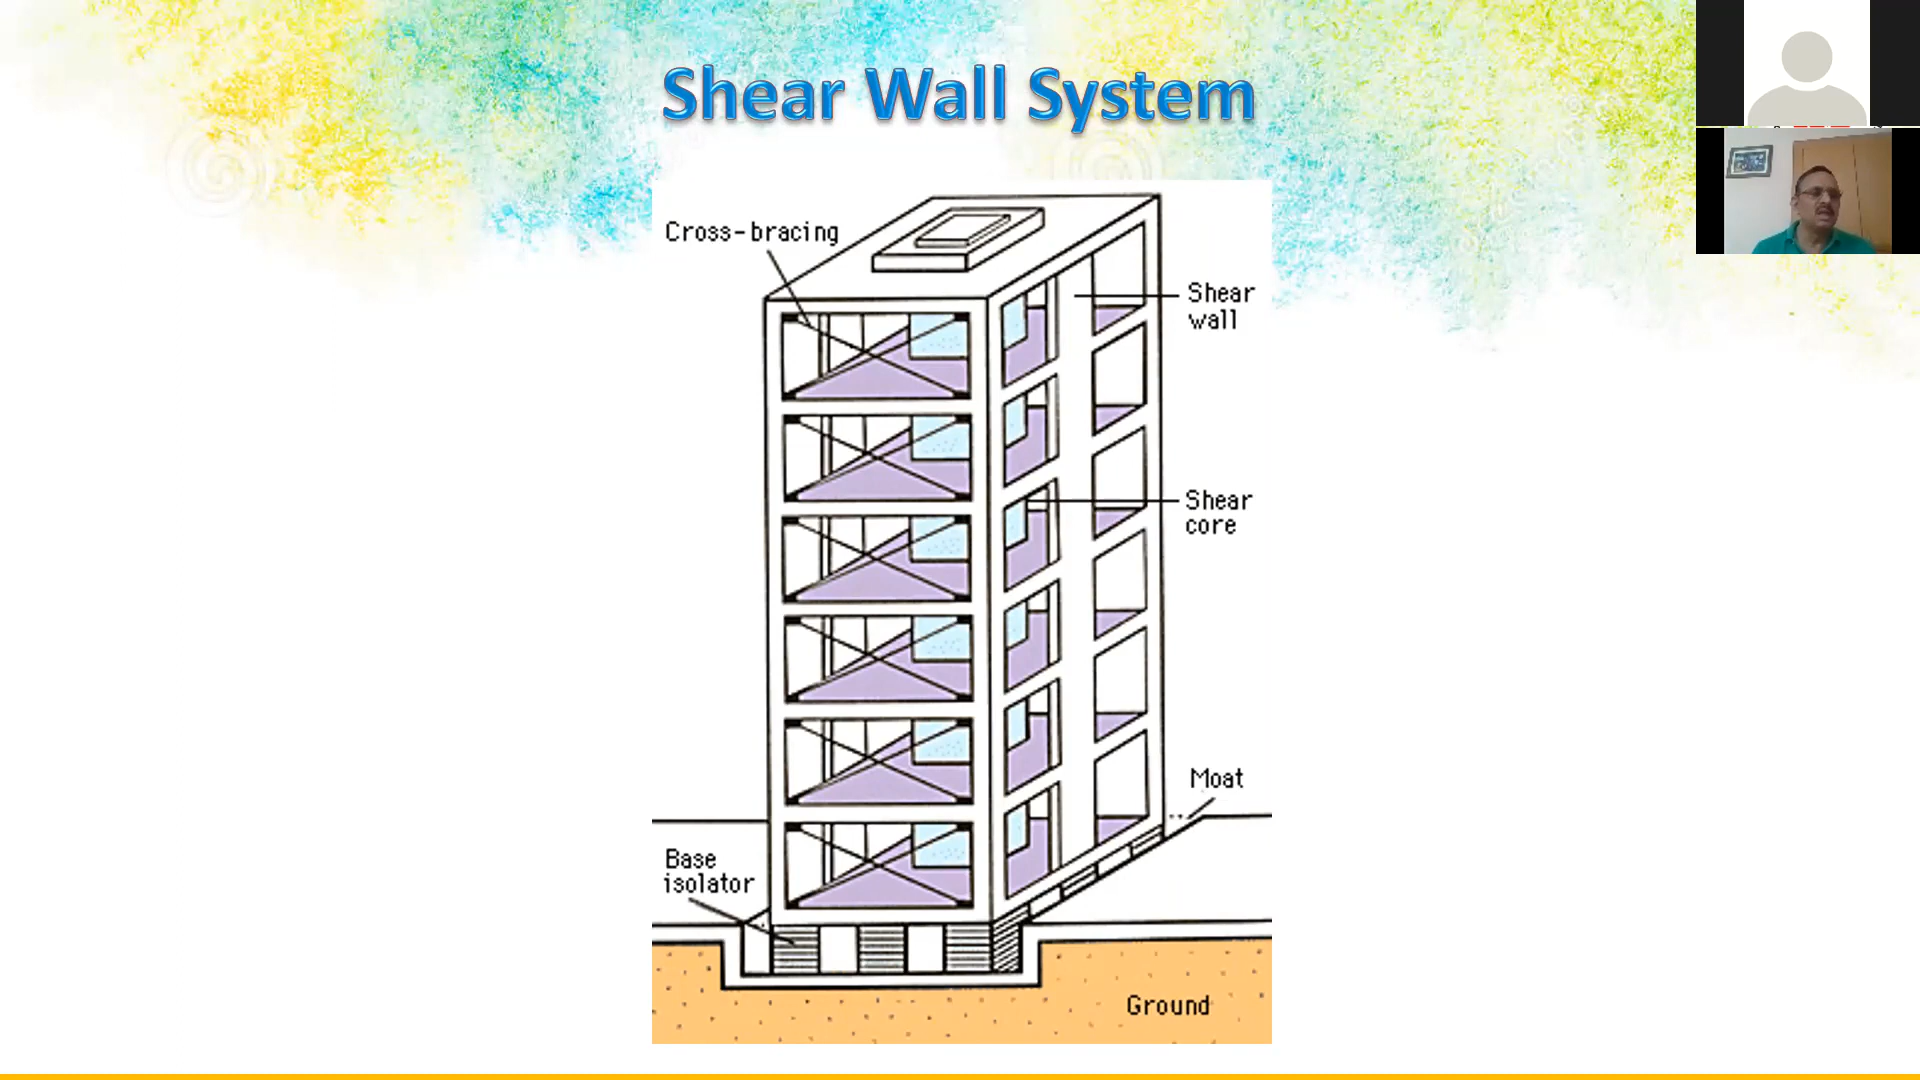 Shear Wall System
Cross-bracing
Shear
wall
Shear
core
Moat
Base
isolator
Ground